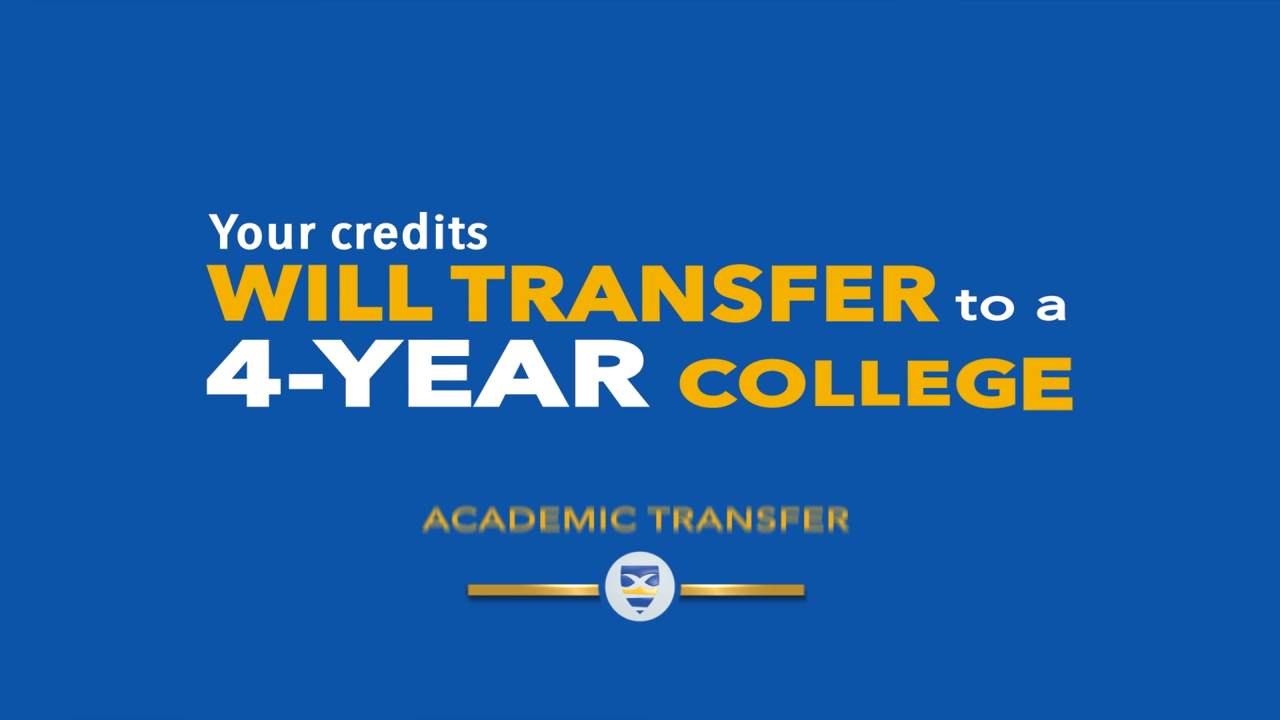 Your credits
WILL TRANSFER to a
4-YEAR COLLEGE
ACADEMIC TRANSFER